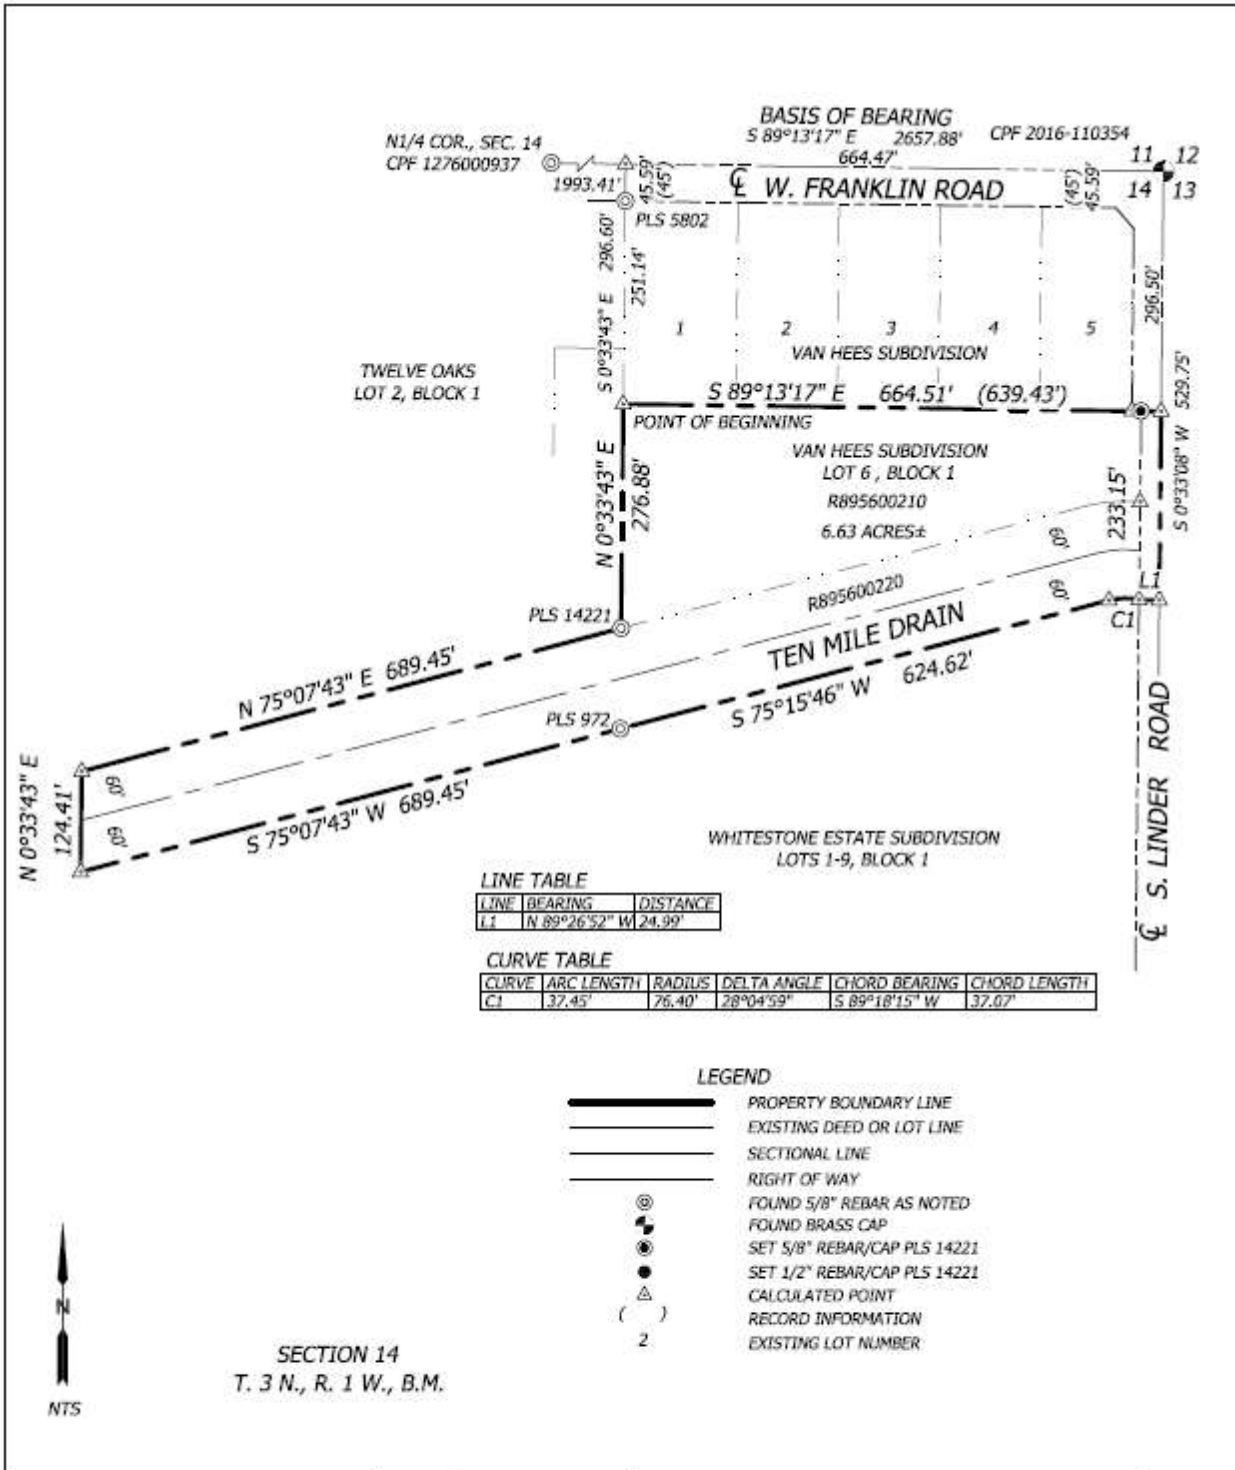 BASIS OF BEARING
S 89°13'17" E 2657.88' CPF 2016-110354
N1/4 COR., SEC. 14
CPF 1276000937
664.47'
11 12
14 13
1993.41'
45.59'
(45')
℄ W. FRANKLIN ROAD
(45')
45.59'
PLS 5802
S 0°33'43" E 296.60'
251.14'
296.50'
1 2 3 4 5
VAN HEES SUBDIVISION
TWELVE OAKS
LOT 2, BLOCK 1
S 89°13'17" E 664.51' (639.43')
S 0°33'08" W 529.75'
POINT OF BEGINNING
VAN HEES SUBDIVISION
LOT 6 , BLOCK 1
R895600210
6.63 ACRES±
N 0°33'43" E
276.88'
233.15'
60'
60'
L1
C1
R895600220
TEN MILE DRAIN
PLS 14221
N 75°07'43" E 689.45'
S 75°15'46" W 624.62'
PLS 972
N 0°33'43" E
124.41'
60'
60'
S 75°07'43" W 689.45'
℄ S. LINDER ROAD
WHITESTONE ESTATE SUBDIVISION
LOTS 1-9, BLOCK 1
LINE TABLE
LINE BEARING DISTANCE
L1 N 89°26'52" W 24.99'
CURVE TABLE
CURVE ARC LENGTH RADIUS DELTA ANGLE CHORD BEARING CHORD LENGTH
C1 37.45' 76.40' 28°04'59" S 89°18'15" W 37.07'
LEGEND
PROPERTY BOUNDARY LINE
EXISTING DEED OR LOT LINE
SECTIONAL LINE
RIGHT OF WAY
FOUND 5/8" REBAR AS NOTED
FOUND BRASS CAP
SET 5/8" REBAR/CAP PLS 14221
SET 1/2" REBAR/CAP PLS 14221
CALCULATED POINT
( ) RECORD INFORMATION
2 EXISTING LOT NUMBER
N
NTS
SECTION 14
T. 3 N., R. 1 W., B.M.